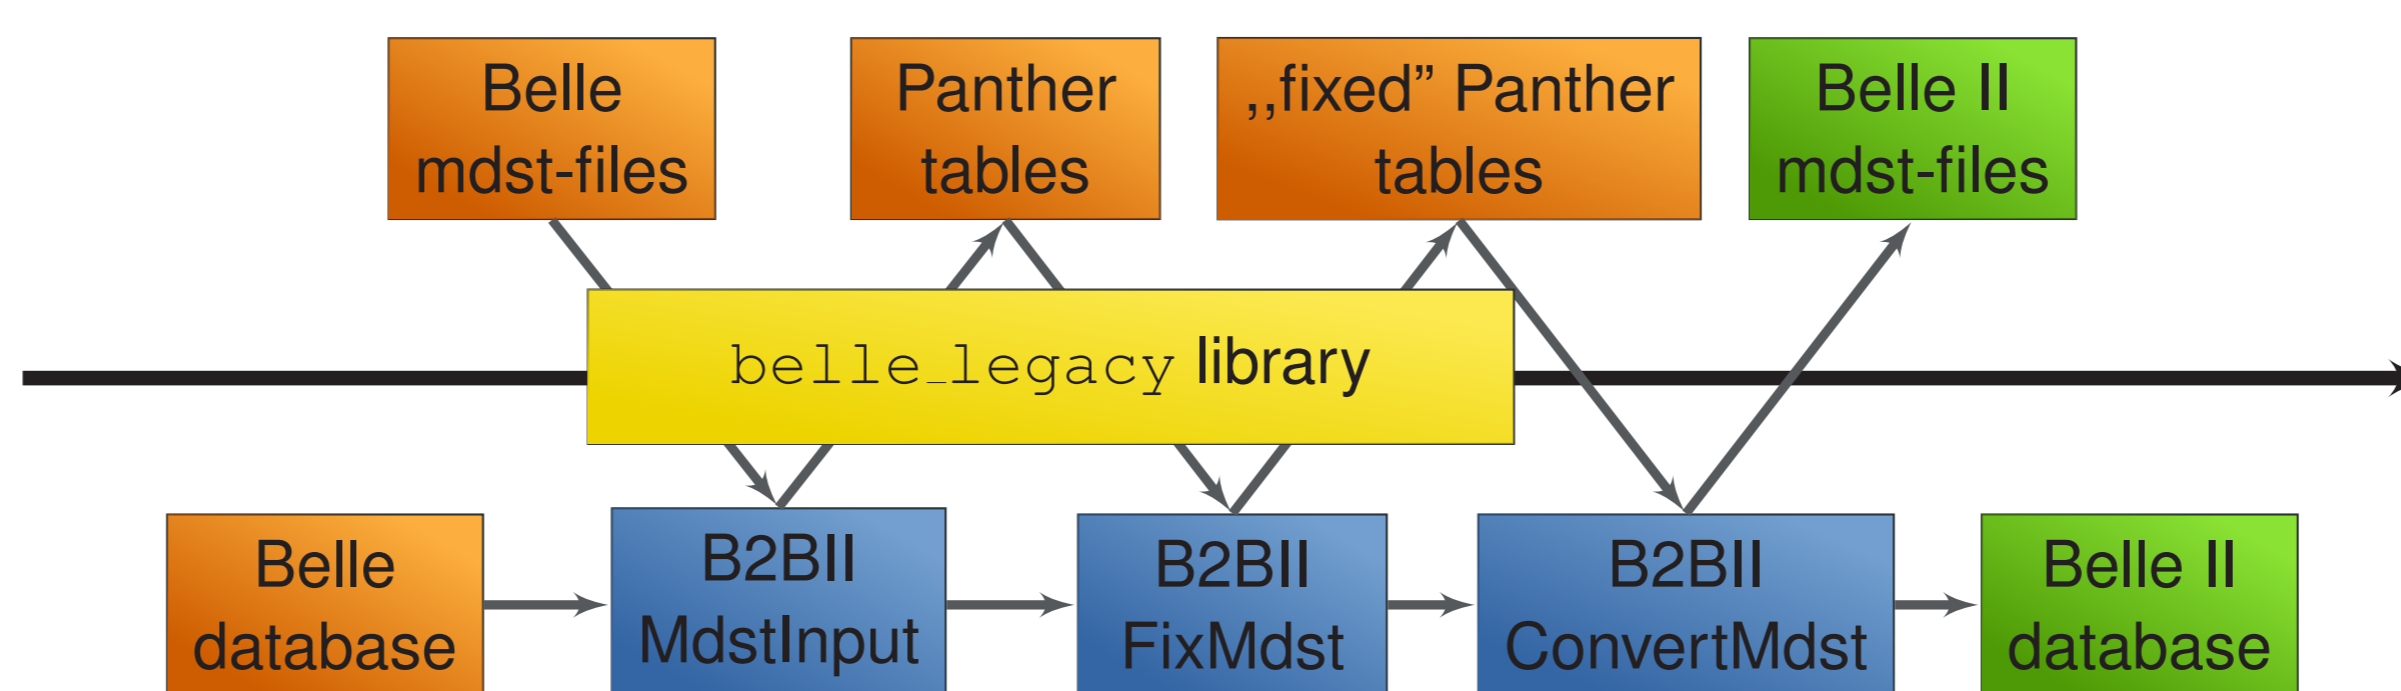 Belle
mdst-files
Panther
tables
,,fixed” Panther
tables
Belle II
mdst-files
belle_legacy library
Belle
database
B2BII
MdstInput
B2BII
FixMdst
B2BII
ConvertMdst
Belle II
database